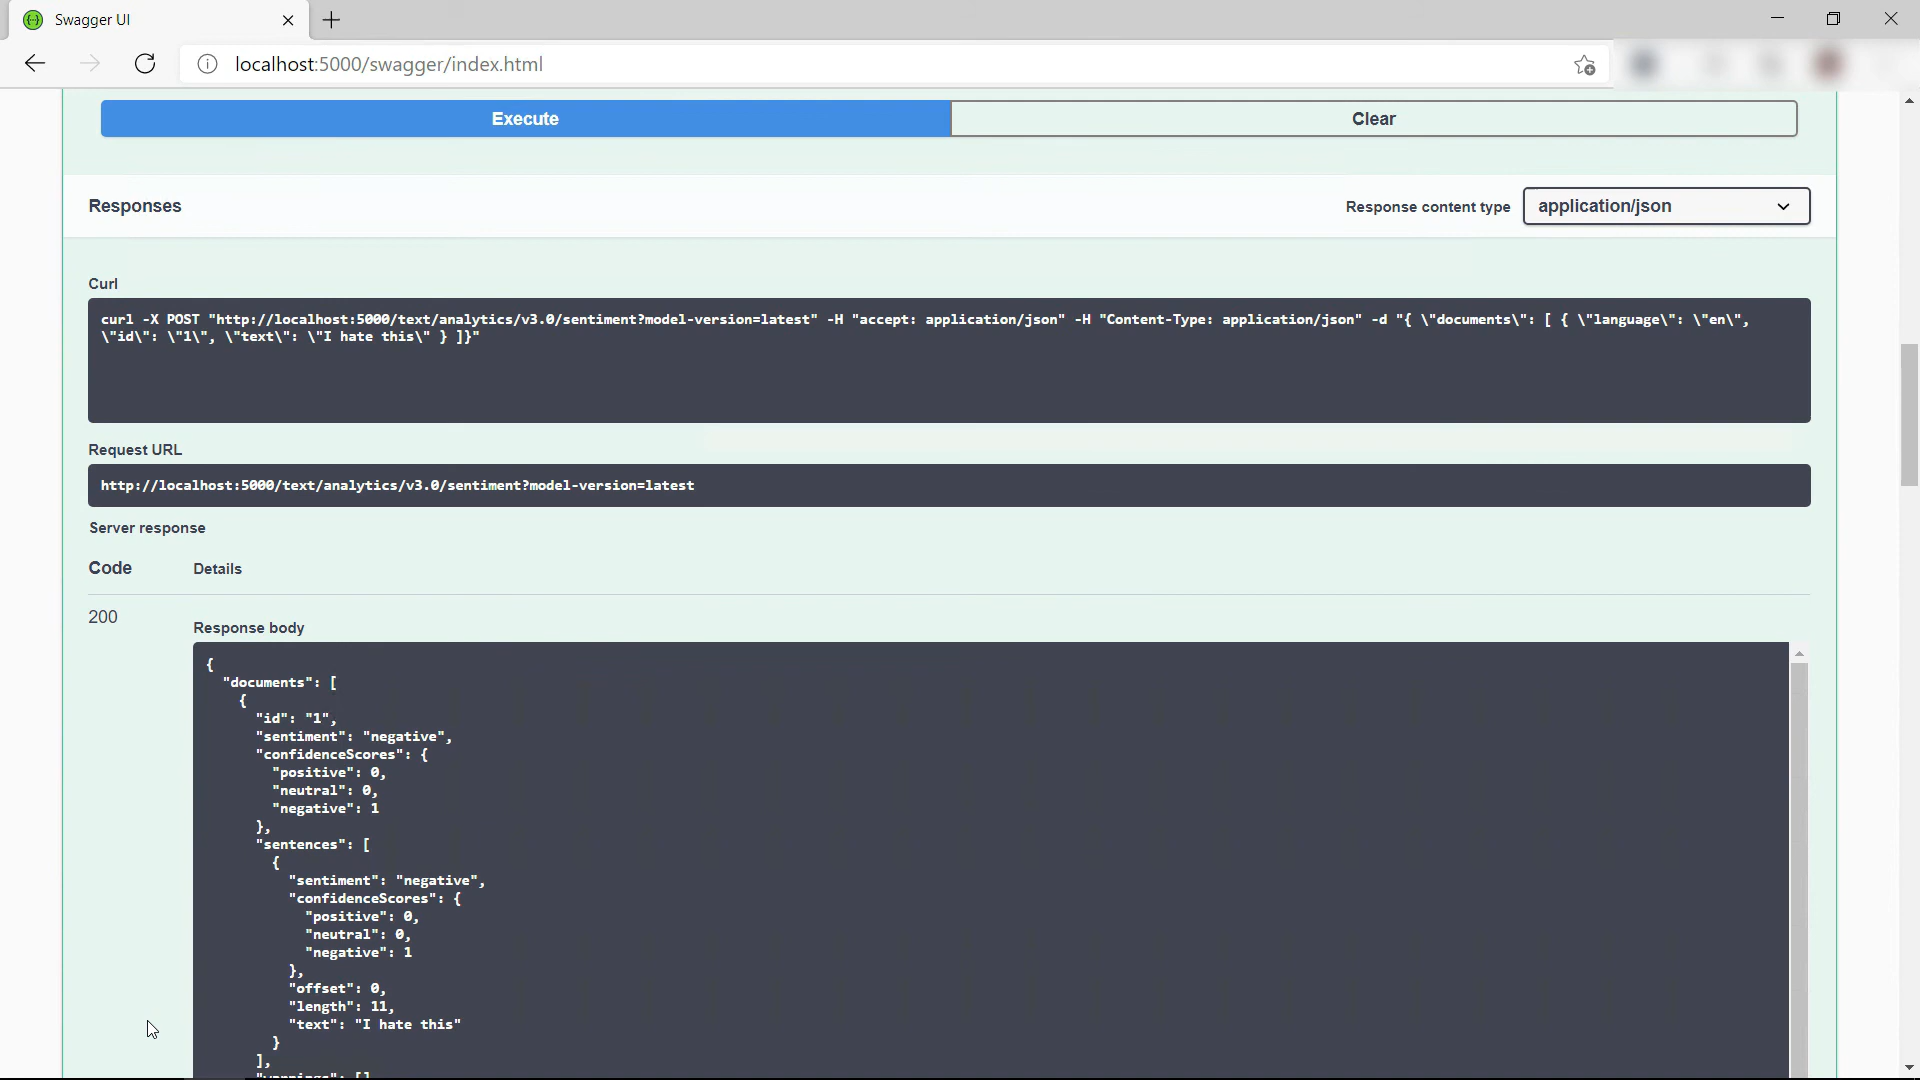 Swagger UI
localhost:5000/swagger/index.html
Execute
Clear
Responses
Response content type
application/json
Curl
curl -X POST "http://localhost:5000/text/analytics/v3.0/sentiment?model-version=latest" -H "accept: application/json" -H "Content-Type: application/json" -d "{ \"documents\": [ { \"language\": \"en\",
\"id\": \"1\", \"text\": \"I hate this\" } ]}"
Request URL
http://localhost:5000/text/analytics/v3.0/sentiment?model-version=latest
Server response
Code
Details
200
Response body
{
"documents": [
{
"id": "1",
"sentiment": "negative",
"confidenceScores": {
"positive": 0,
"neutral": 0,
"negative": 1
},
"sentences": [
{
"sentiment": "negative",
"confidenceScores": {
"positive": 0,
"neutral": 0,
"negative": 1
},
"offset": 0,
"length": 11,
"text": "I hate this"
}
],